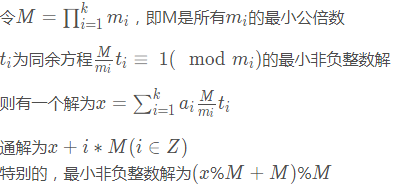 令$M=\prod_{i=1}^{k} m_i$，即M是所有$m_i$的最小公倍数
$t_i$为同余方程$\frac{M}{m_i}t_i \equiv 1(\mod m_i)$的最小非负整数解
则有一个解为$x=\sum_{i=1}^{k} a_i \frac{M}{m_i} t_i$
通解为$x+i*M(i \in Z)$
特别的，最小非负整数解为$(x\%M+M)\%M$